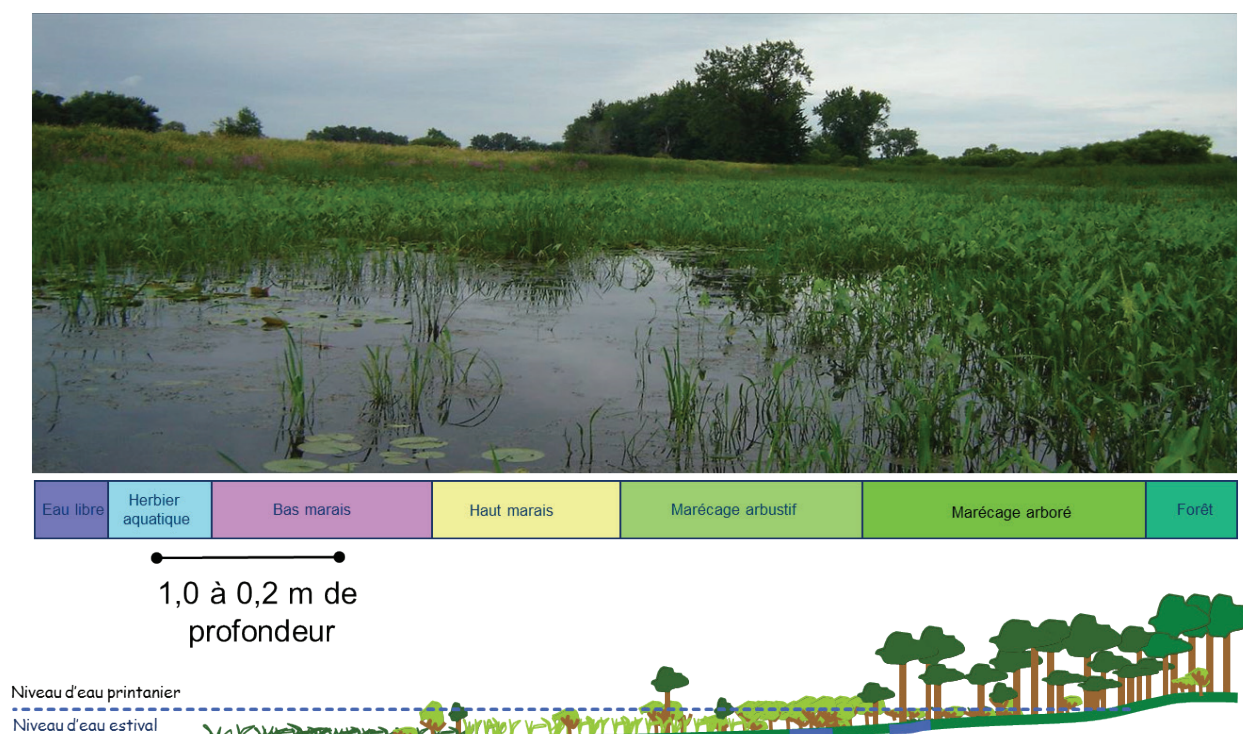 Eau libre
Herbier
aquatique
Bas marais
Haut marais
Marécage arbustif
Marécage arboré
Forêt
1,0 à 0,2 m de
profondeur
Niveau d'eau printanier
Niveau d'eau estival